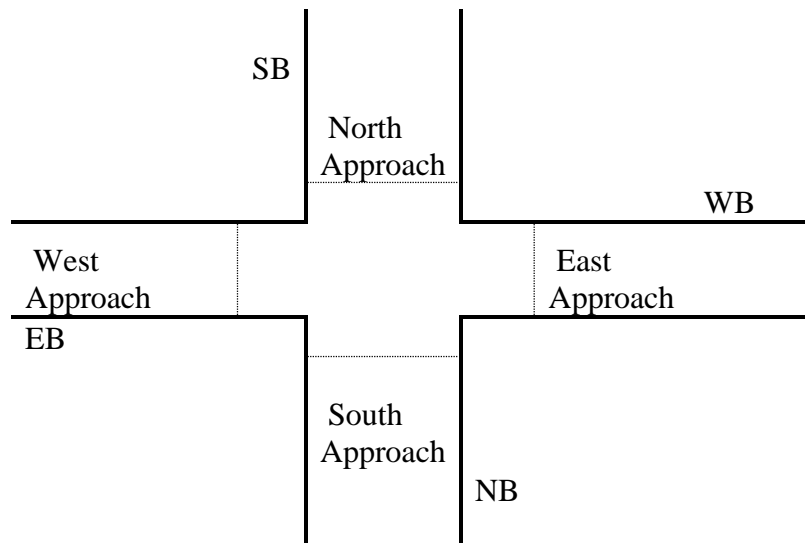 SB
North
Approach
WB
West
Approach
East
Approach
EB
South
Approach
NB